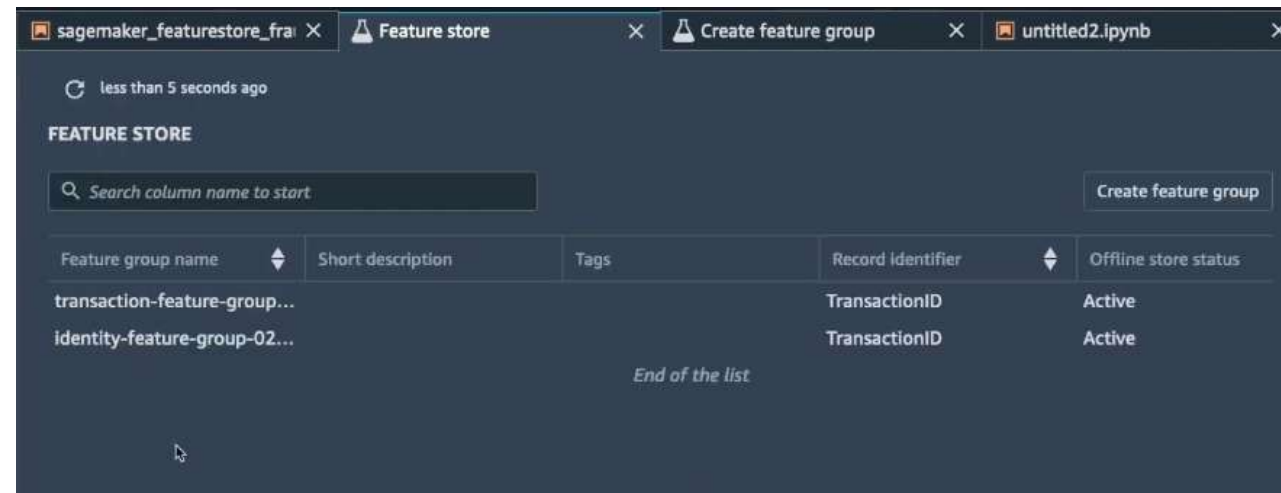 sagemaker_featurestore_fra
Feature store
Create feature group
untitled2.ipynb
less than 5 seconds ago
FEATURE STORE
Search column name to start
Create feature group
Feature group name
Short description
Tags
Record identifier
Offline store status
transaction-feature-group...
TransactionID
Active
identity-feature-group-02...
TransactionID
Active
End of the list